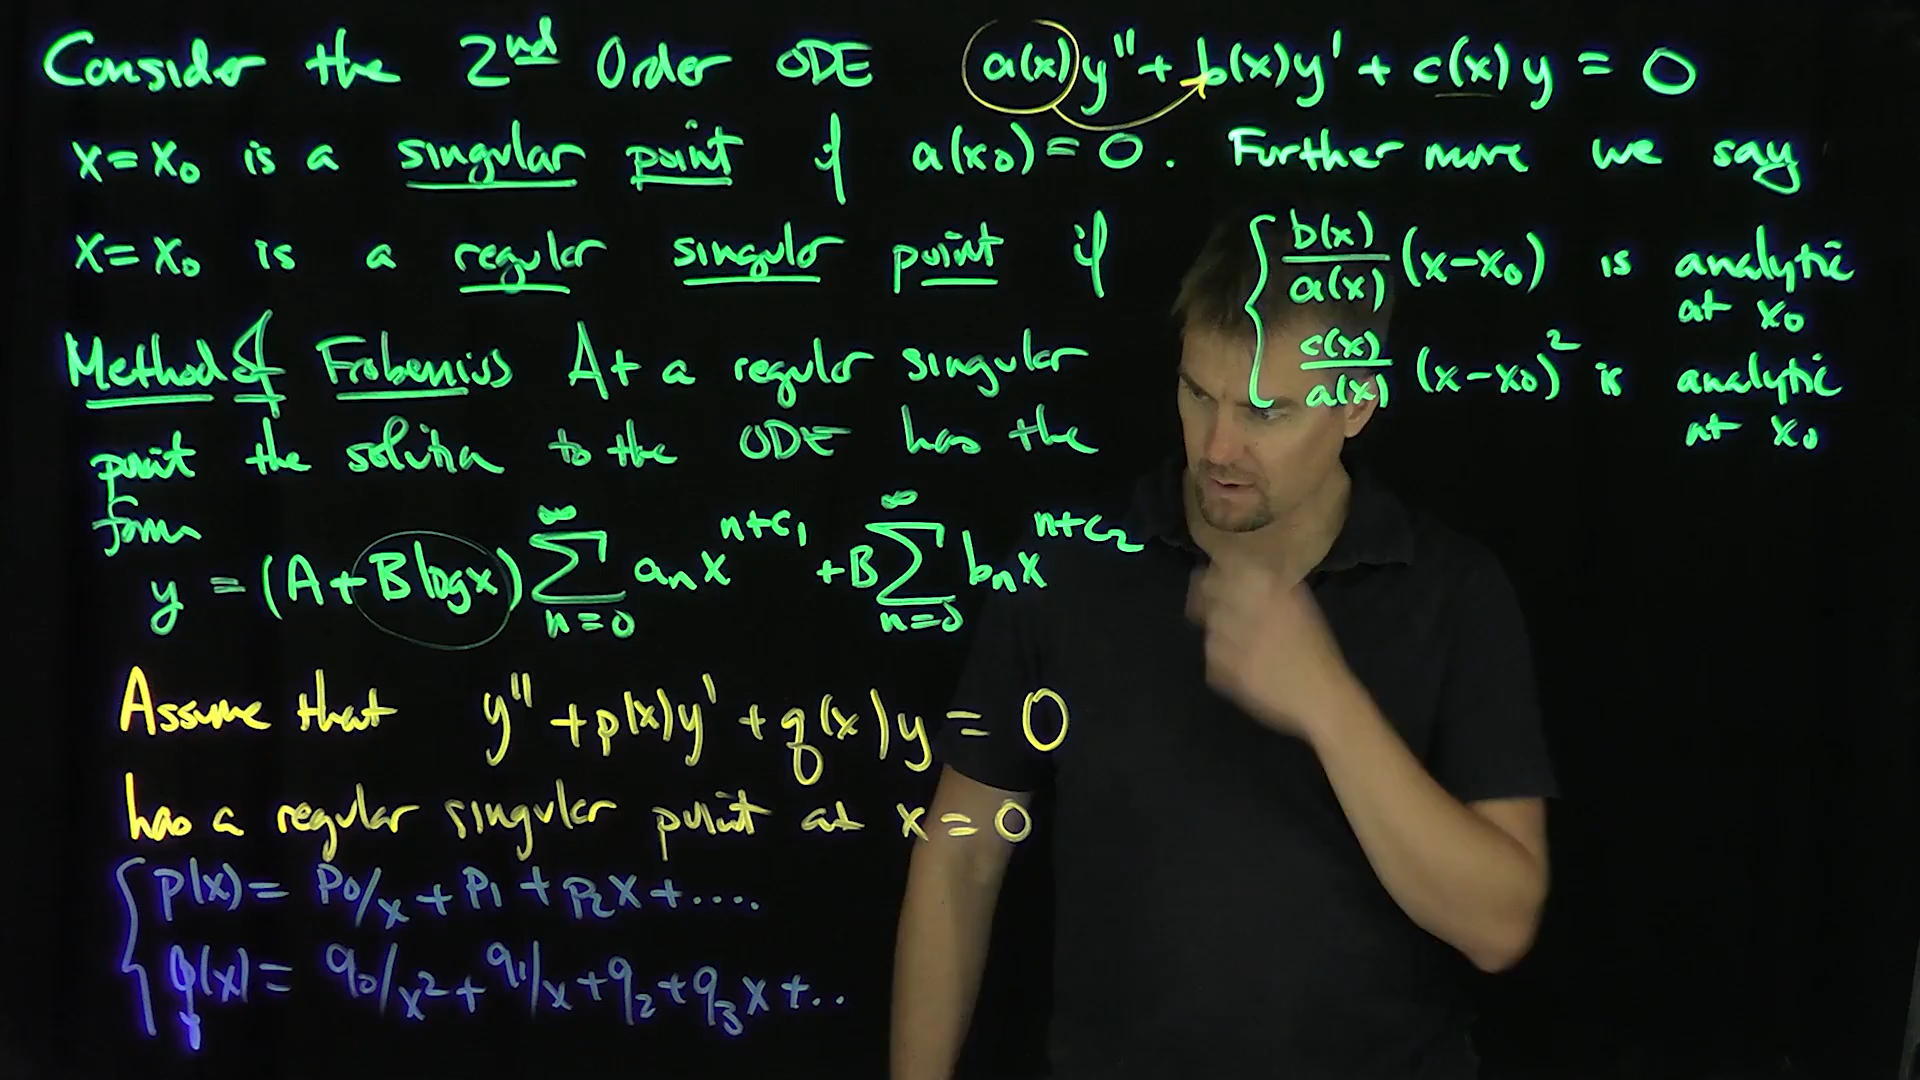 Consider the 2nd Order ODE a(x)y'' + b(x)y' + c(x)y = 0
x = x₀ is a singular point if a(x₀) = 0. Further more we say
x = x₀ is a regular singular point if { b(x)/a(x) (x-x₀) is analytic at x₀
c(x)/a(x) (x-x₀)² is analytic at x₀
Method of Frobenius At a regular singular
point the solution to the ODE has the
form
y = (A + B log x) ∑_{n=0}^{∞} aₙ x^{n+c₁} + B ∑_{n=0}^{∞} bₙ x^{n+c₂}
Assume that y'' + p(x)y' + q(x)y = 0
has a regular singular point at x = 0
{ p(x) = p₀/x + p₁ + p₂x + ....
q(x) = q₀/x² + q₁/x + q₂ + q₃x + ..